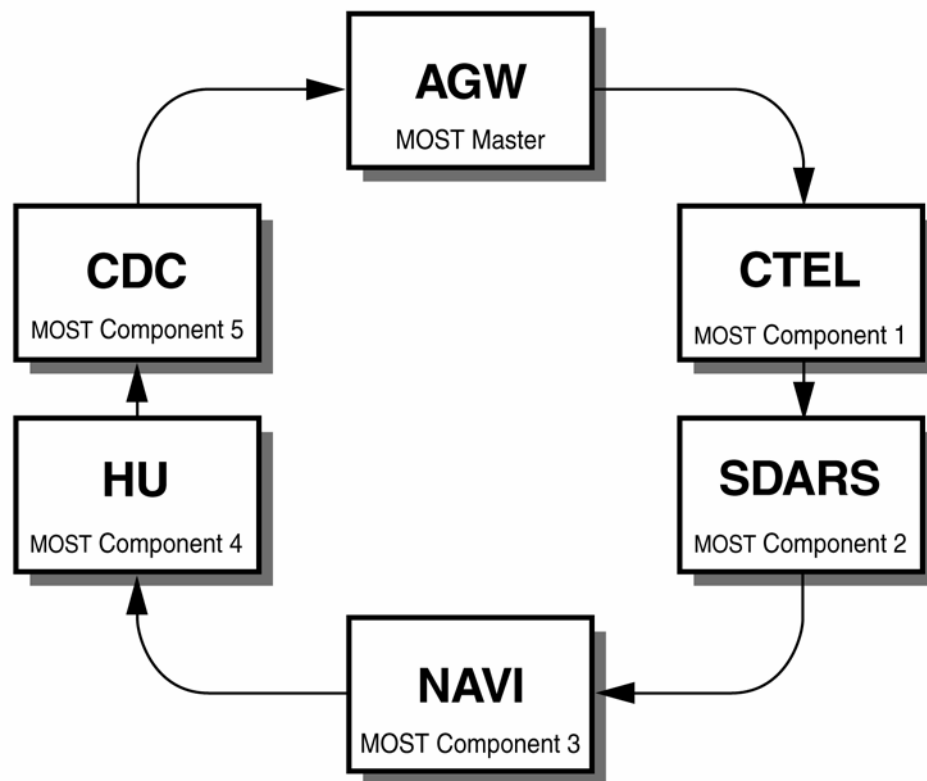 AGW
MOST Master
CTEL
MOST Component 1
SDARS
MOST Component 2
NAVI
MOST Component 3
HU
MOST Component 4
CDC
MOST Component 5